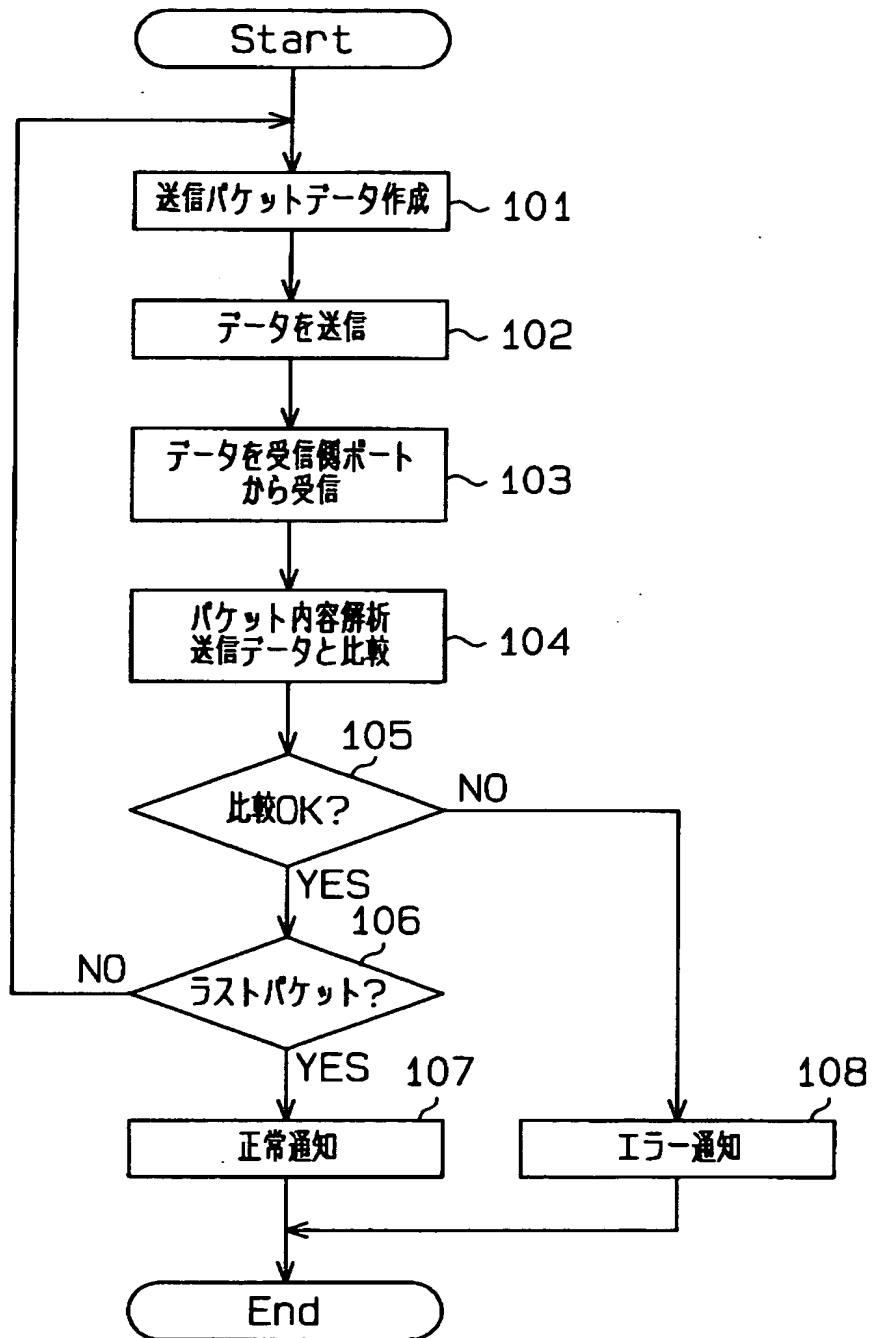 Start
送信パケットデータ作成
101
データを送信
102
データを受信側ポート
から受信
103
パケット内容解析
送信データと比較
104
105
比較OK?
NO
YES
106
ラストパケット?
NO
YES
107
正常通知
108
エラー通知
End